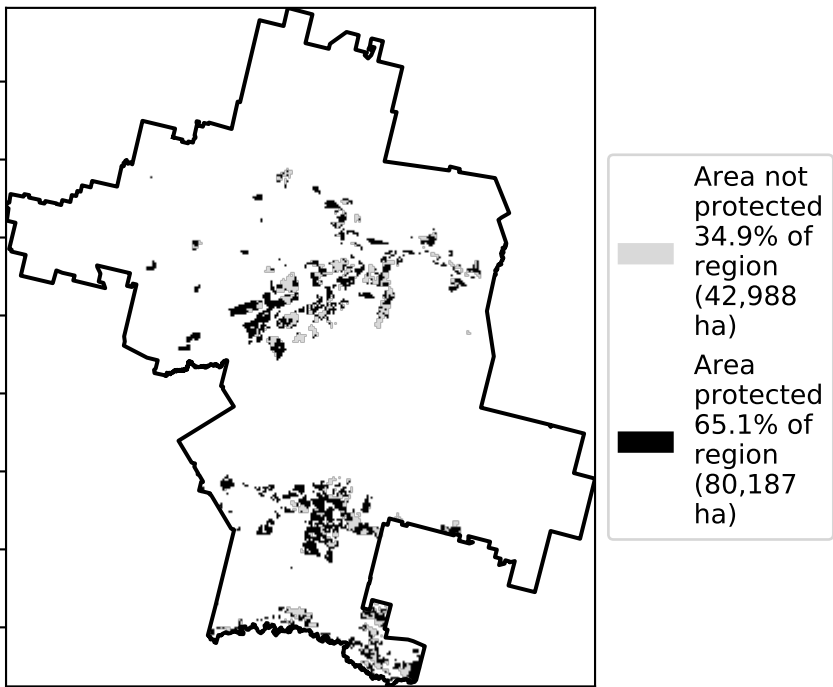 Area not
protected
34.9% of
region
(42,988
ha)
Area
protected
65.1% of
region
(80,187
ha)